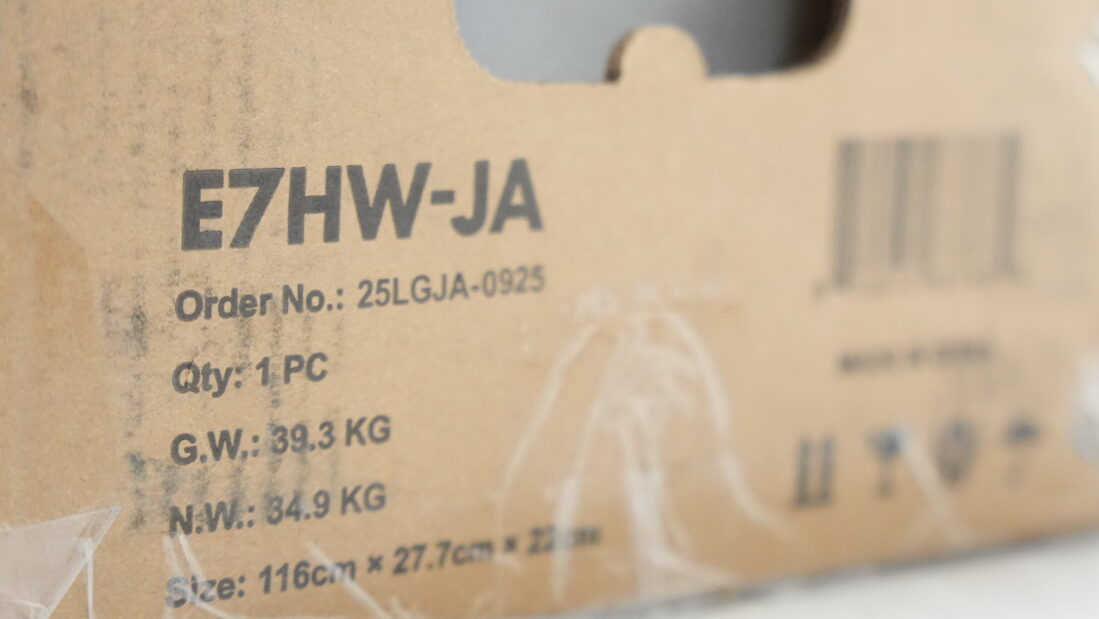 E7HW-JA
Order No.: 25LGJA-0925
Qty: 1 PC
G.W.: 39.3 KG
N.W.: 34.9 KG
Size: 116cm × 27.7cm ×